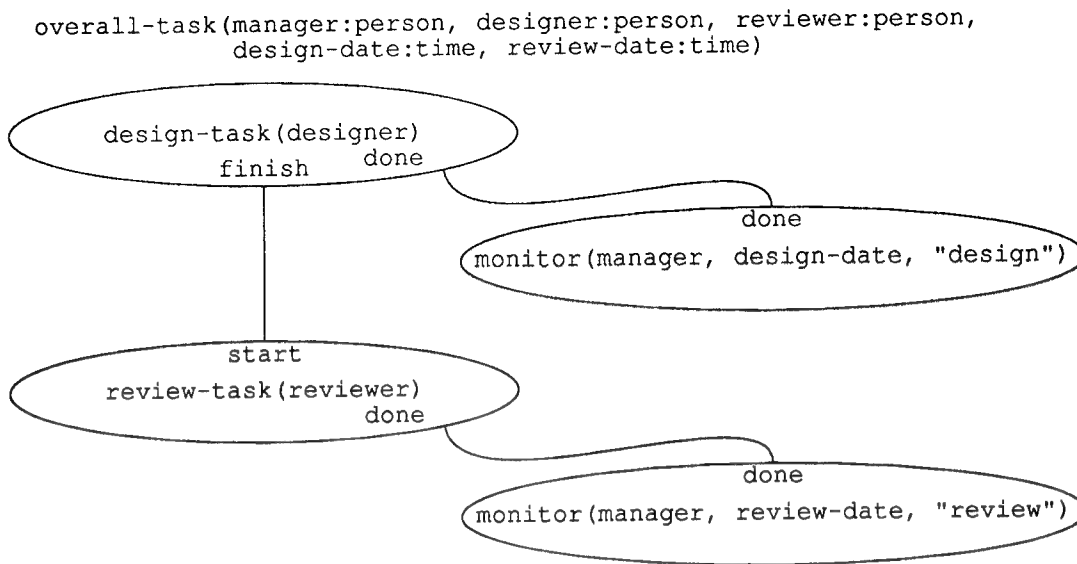 overall-task(manager:person, designer:person, reviewer:person,
design-date:time, review-date:time)
design-task(designer)
done
finish
done
monitor(manager, design-date, "design")
start
review-task(reviewer)
done
done
monitor(manager, review-date, "review")